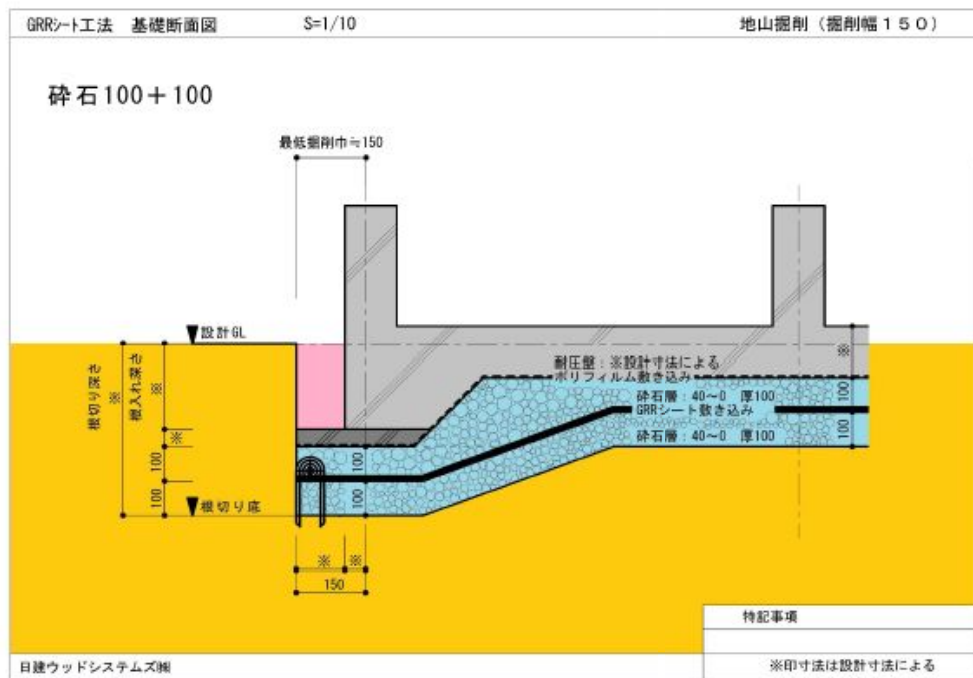 GRRシート工法　基礎断面図　S=1/10　地山掘削（掘削幅１５０）
砕石100＋100
最低掘削巾≒150
設計GL
根切り深さ
※
根入れ深さ
※
※
100
100
耐圧盤：※設計寸法による
ポリフィルム敷き込み
砕石層：40～0　厚100
GRRシート敷き込み
砕石層：40～0　厚100
※
100
100
100
100
根切り底
※
※
150
特記事項
日建ウッドシステムズ㈱
※印寸法は設計寸法による